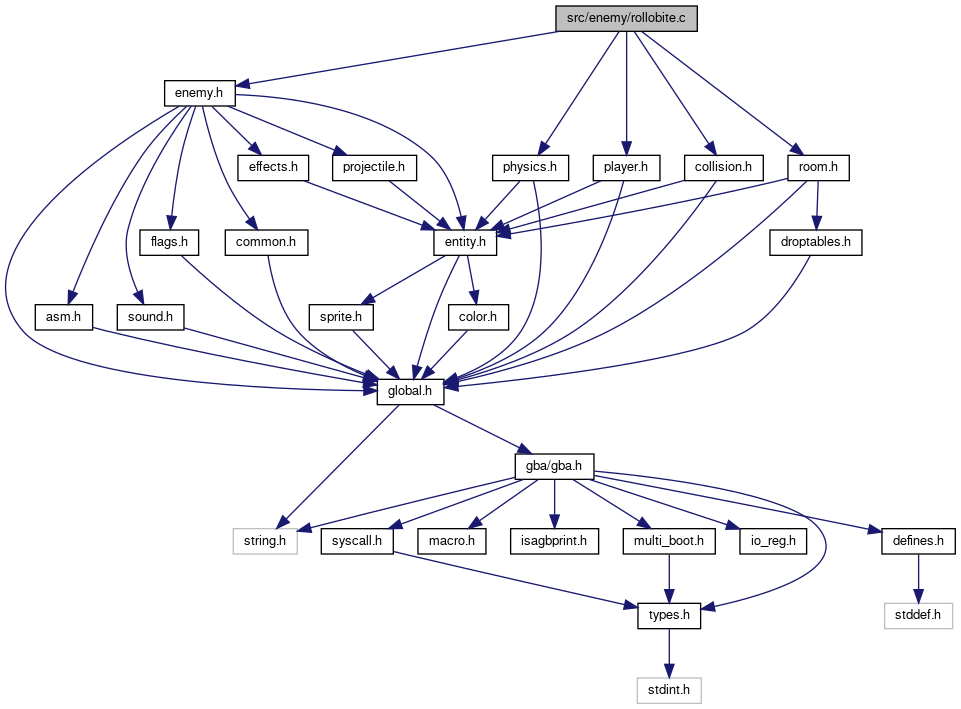 src/enemy/rollobite.c
enemy.h
effects.h
projectile.h
physics.h
player.h
collision.h
room.h
flags.h
common.h
entity.h
droptables.h
asm.h
sound.h
sprite.h
color.h
global.h
gba/gba.h
string.h
syscall.h
macro.h
isagbprint.h
multi_boot.h
io_reg.h
defines.h
types.h
stddef.h
stdint.h